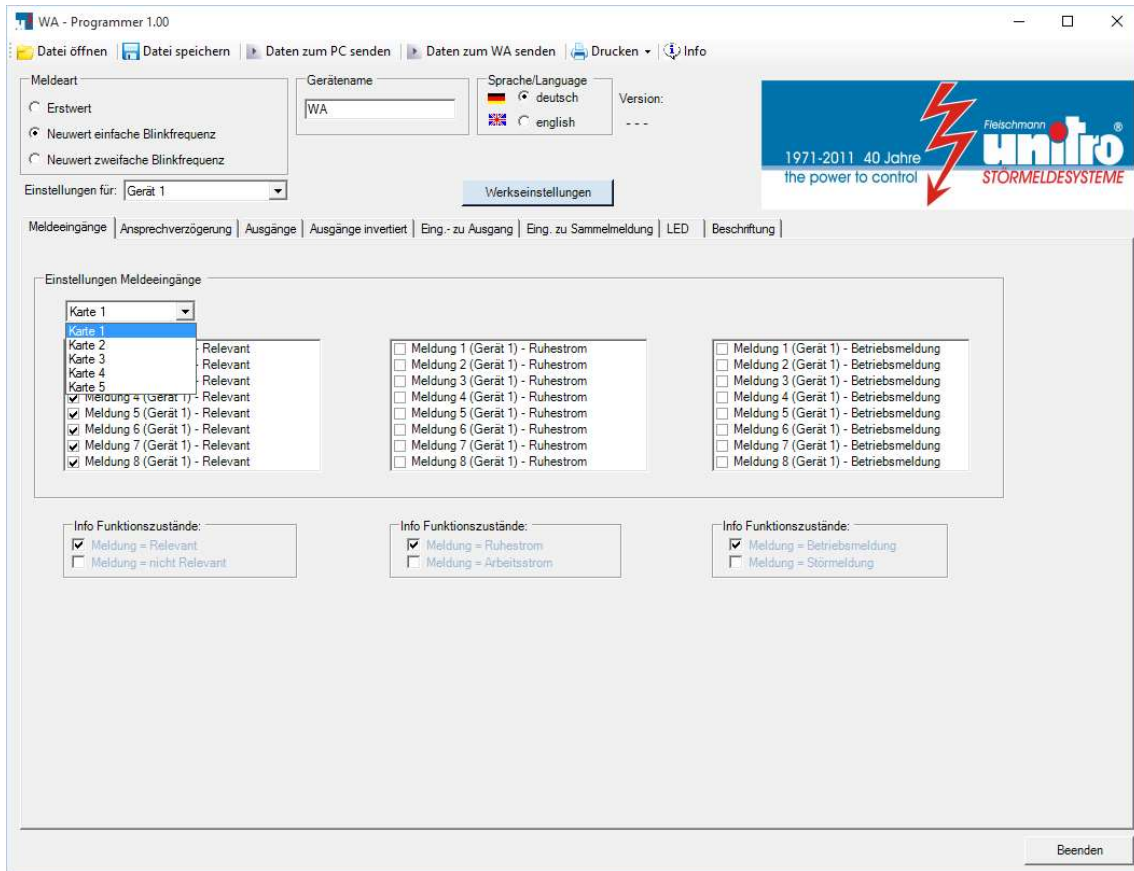 WA - Programmer 1.00
Datei öffnen Datei speichern Daten zum PC senden Daten zum WA senden Drucken Info
Meldeart
Erstwert
Neuwert einfache Blinkfrequenz
Neuwert zweifache Blinkfrequenz
Gerätename
WA
Sprache/Language
deutsch
english
Version:
- - -
1971-2011 40 Jahre
the power to control
Fleischmann
unitro ®
STÖRMELDESYSTEME
Einstellungen für: Gerät 1
Werkseinstellungen
Meldeeingänge Ansprechverzögerung Ausgänge Ausgänge invertiert Eing.- zu Ausgang Eing. zu Sammelmeldung LED Beschriftung
Einstellungen Meldeeingänge
Karte 1
Karte 1
Karte 2
Karte 3
Karte 4
Karte 5
- Relevant
- Relevant
- Relevant
Meldung 4 (Gerät 1) - Relevant
Meldung 5 (Gerät 1) - Relevant
Meldung 6 (Gerät 1) - Relevant
Meldung 7 (Gerät 1) - Relevant
Meldung 8 (Gerät 1) - Relevant
Meldung 1 (Gerät 1) - Ruhestrom
Meldung 2 (Gerät 1) - Ruhestrom
Meldung 3 (Gerät 1) - Ruhestrom
Meldung 4 (Gerät 1) - Ruhestrom
Meldung 5 (Gerät 1) - Ruhestrom
Meldung 6 (Gerät 1) - Ruhestrom
Meldung 7 (Gerät 1) - Ruhestrom
Meldung 8 (Gerät 1) - Ruhestrom
Meldung 1 (Gerät 1) - Betriebsmeldung
Meldung 2 (Gerät 1) - Betriebsmeldung
Meldung 3 (Gerät 1) - Betriebsmeldung
Meldung 4 (Gerät 1) - Betriebsmeldung
Meldung 5 (Gerät 1) - Betriebsmeldung
Meldung 6 (Gerät 1) - Betriebsmeldung
Meldung 7 (Gerät 1) - Betriebsmeldung
Meldung 8 (Gerät 1) - Betriebsmeldung
Info Funktionszustände:
Meldung = Relevant
Meldung = nicht Relevant
Info Funktionszustände:
Meldung = Ruhestrom
Meldung = Arbeitsstrom
Info Funktionszustände:
Meldung = Betriebsmeldung
Meldung = Störmeldung
Beenden